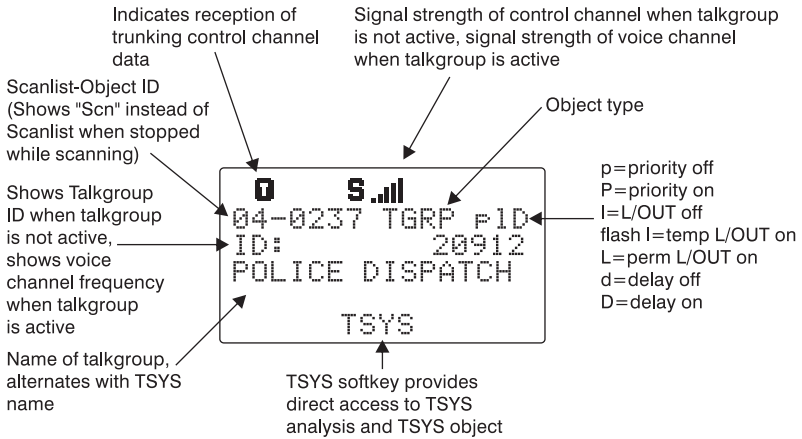 Indicates reception of
trunking control channel
data
Signal strength of control channel when talkgroup
is not active, signal strength of voice channel
when talkgroup is active
Scanlist-Object ID
(Shows "Scn" instead of
Scanlist when stopped
while scanning)
Object type
T S
04-0237 TGRP plD
ID: 20912
POLICE DISPATCH
TSYS
Shows Talkgroup
ID when talkgroup
is not active,
shows voice
channel frequency
when talkgroup
is active
Name of talkgroup,
alternates with TSYS
name
p=priority off
P=priority on
l=L/OUT off
flash l=temp L/OUT on
L=perm L/OUT on
d=delay off
D=delay on
TSYS softkey provides
direct access to TSYS
analysis and TSYS object